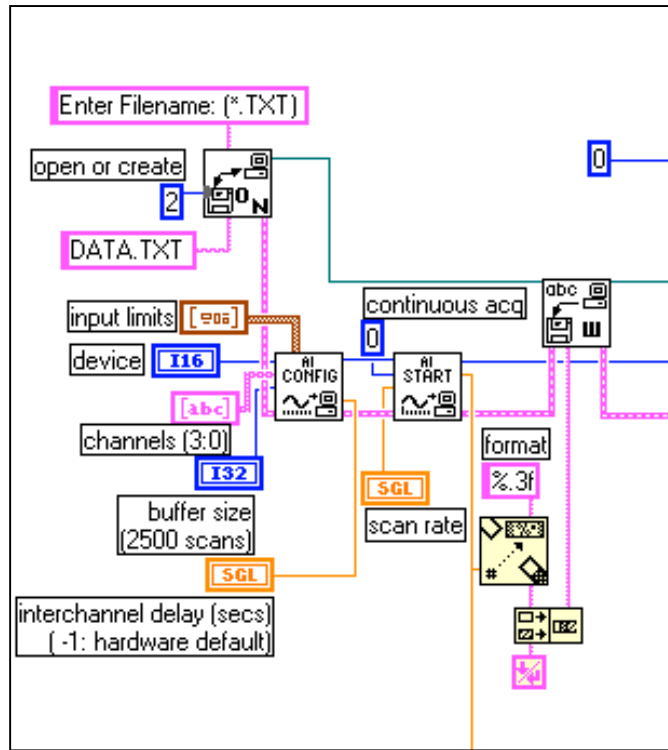 Enter Filename: (*.TXT)
open or create
2
O
N
DATA.TXT
0
abc
W
input limits
continuous acq
0
device
I16
AI
CONFIG
AI
START
[abc]
channels (3:0)
I32
format
%.3f
buffer size
(2500 scans)
SGL
scan rate
SGL
#
interchannel delay (secs)
( -1: hardware default)